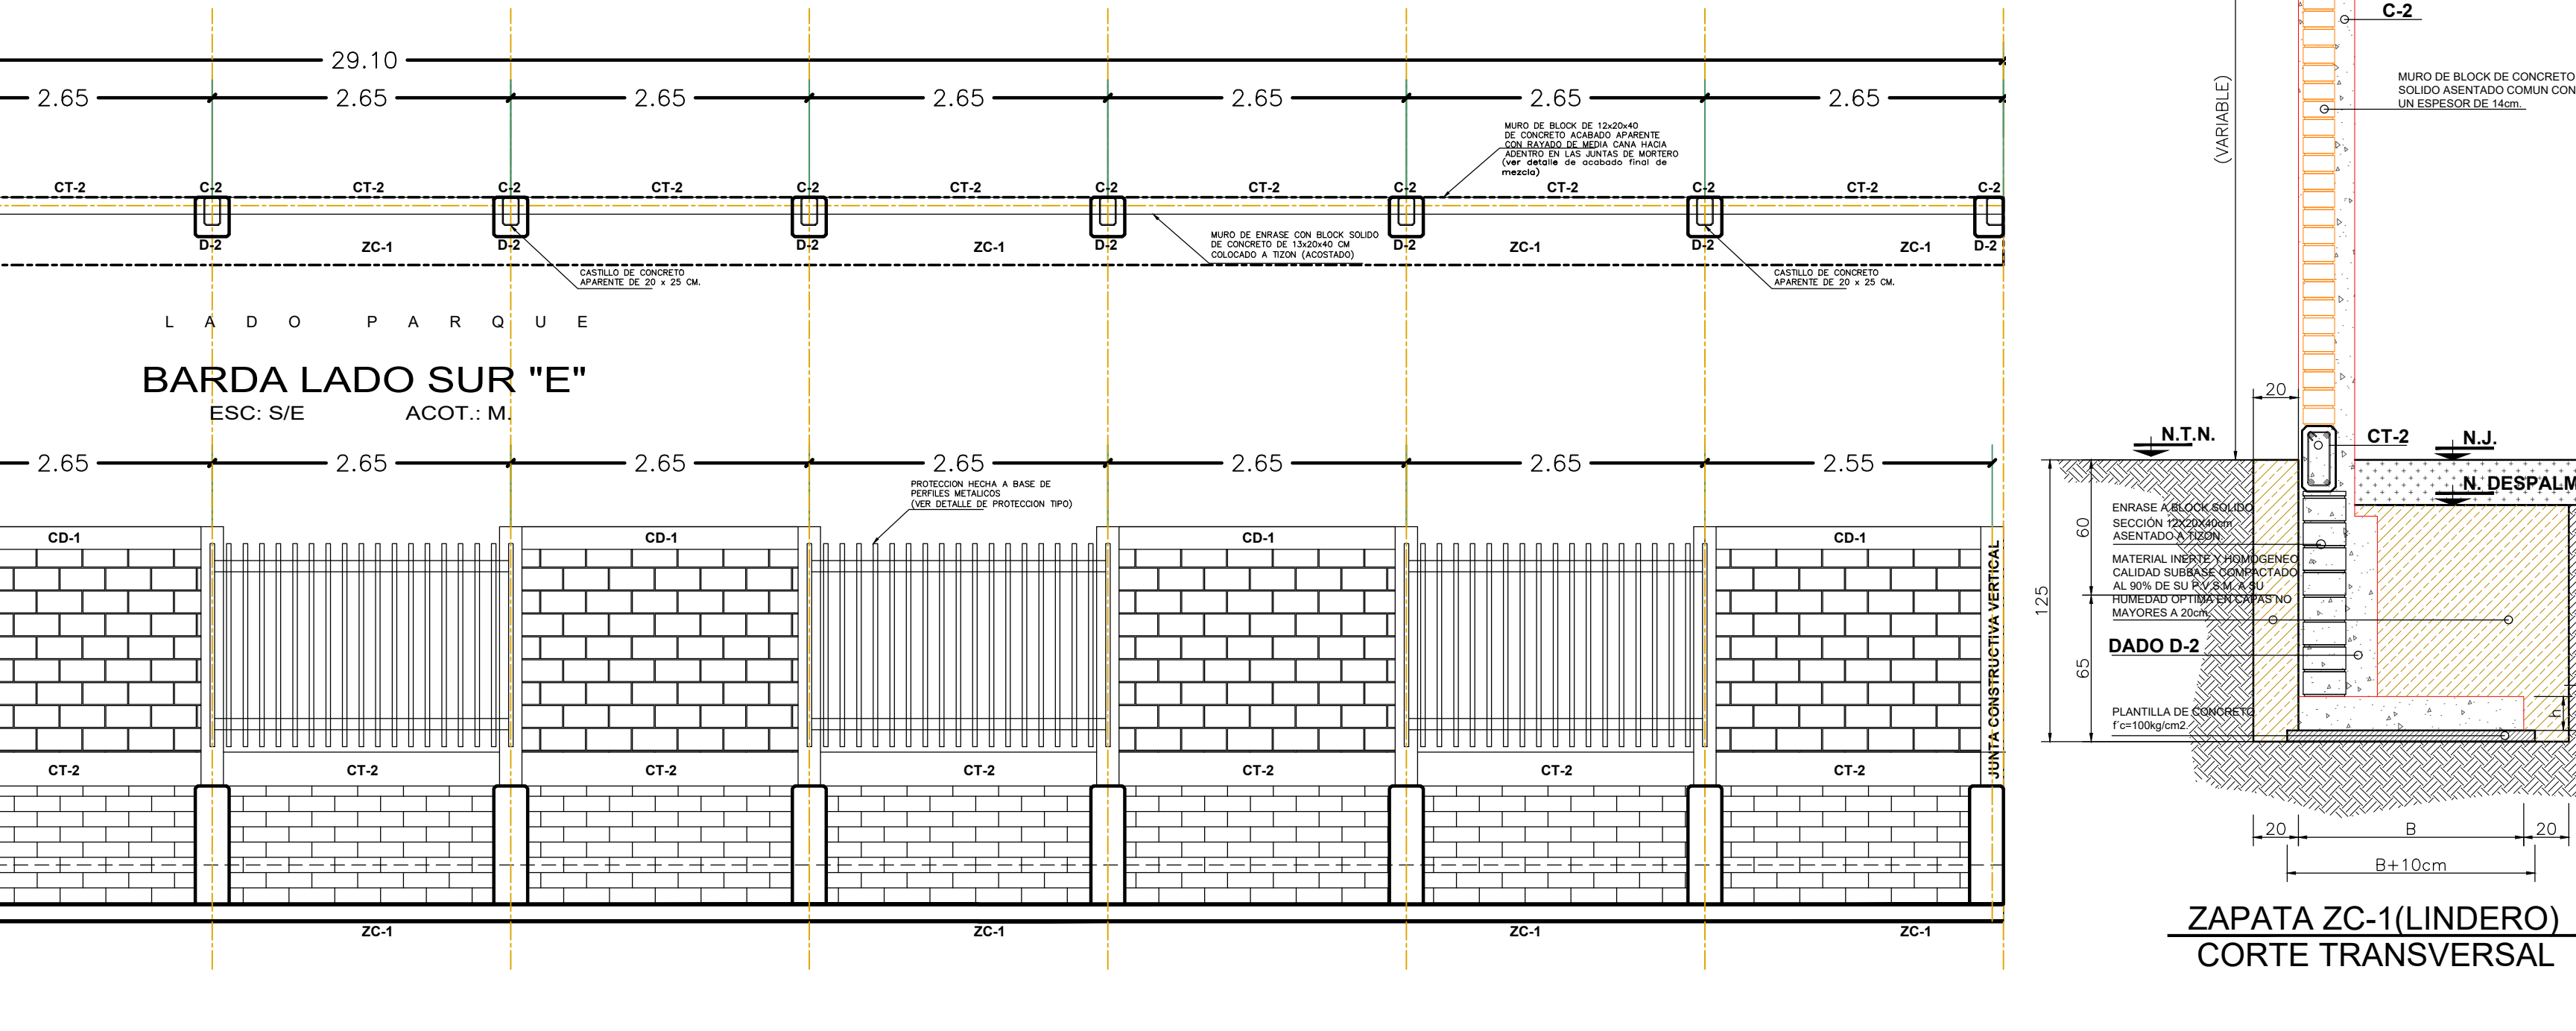 29.10
2.65 2.65 2.65 2.65 2.65 2.65 2.65
MURO DE BLOCK DE 12x20x40
DE CONCRETO ACABADO APARENTE
CON RAYADO DE MEDIA CANA HACIA
ADENTRO EN LAS JUNTAS DE MORTERO
(ver detalle de acabado final de
mezcla)
CT-2 C-2 CT-2 C-2 CT-2 C-2 CT-2 C-2 CT-2 C-2 CT-2 C-2 CT-2 C-2
D-2 D-2 D-2 D-2 D-2 D-2 D-2
ZC-1 ZC-1 ZC-1 ZC-1
MURO DE ENRASE CON BLOCK SOLIDO
DE CONCRETO DE 13x20x40 CM
COLOCADO A TIZON (ACOSTADO)
CASTILLO DE CONCRETO
APARENTE DE 20 x 25 CM.
CASTILLO DE CONCRETO
APARENTE DE 20 x 25 CM.
LADO PARQUE
BARDA LADO SUR "E"
ESC: S/E ACOT.: M.
2.65 2.65 2.65 2.65 2.65 2.65 2.55
PROTECCION HECHA A BASE DE
PERFILES METALICOS
(VER DETALLE DE PROTECCION TIPO)
CD-1 CD-1 CD-1 CD-1
JUNTA CONSTRUCTIVA VERTICAL
CT-2 CT-2 CT-2 CT-2 CT-2 CT-2 CT-2
ZC-1 ZC-1 ZC-1 ZC-1
C-2
(VARIABLE)
MURO DE BLOCK DE CONCRETO
SOLIDO ASENTADO COMUN CON
UN ESPESOR DE 14cm.
20
N.T.N.
CT-2
N.J.
N. DESPALM
125
60
65
ENRASE A BLOCK SOLIDO
SECCIÓN 12X20X40cm
ASENTADO A TIZON.
MATERIAL INERTE Y HOMOGENEO
CALIDAD SUBBASE COMPACTADO
AL 90% DE SU P.V.S.M. A SU
HUMEDAD OPTIMA EN CAPAS NO
MAYORES A 20cm.
DADO D-2
PLANTILLA DE CONCRETO
f´c=100kg/cm2.
h
20 B 20
B+10cm
ZAPATA ZC-1(LINDERO)
CORTE TRANSVERSAL